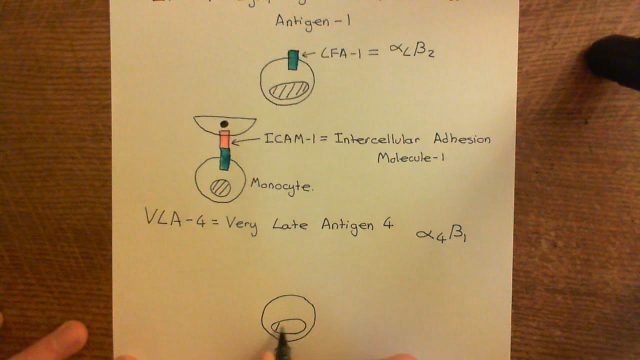 Antigen-1
LFA-1 = αLβ2
ICAM-1 = Intercellular Adhesion
Molecule-1
Monocyte.
VLA-4 = Very Late Antigen 4 α4β1